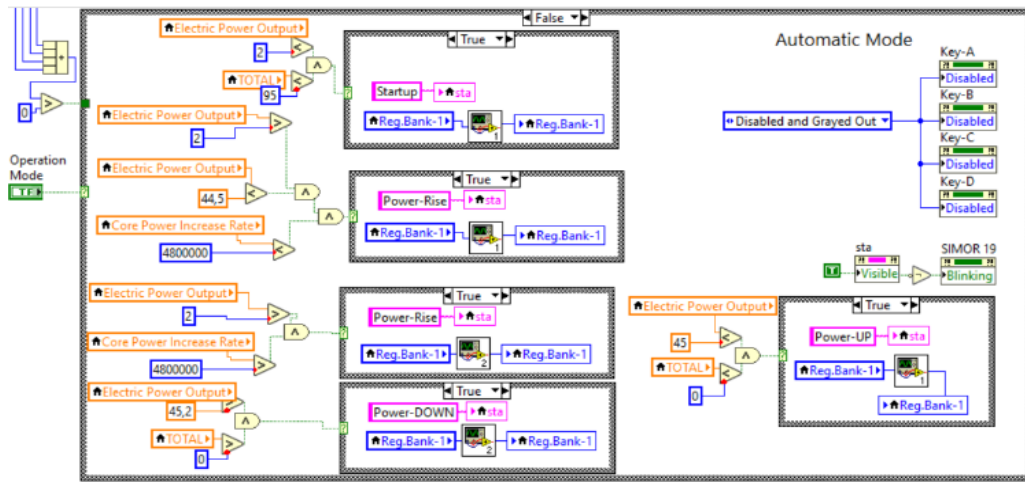 False
Electric Power Output
2
TOTAL
95
True
Startup
sta
Reg.Bank-1
1
Reg.Bank-1
Automatic Mode
Key-A
Disabled
Key-B
Disabled
Key-C
Disabled
Key-D
Disabled
Disabled and Grayed Out
0
Electric Power Output
2
Operation
Mode
TF
Electric Power Output
44,5
Core Power Increase Rate
4800000
True
Power-Rise
sta
Reg.Bank-1
1
Reg.Bank-1
sta
T
Visible
SIMOR 19
Blinking
Electric Power Output
2
Core Power Increase Rate
4800000
True
Power-Rise
sta
Reg.Bank-1
2
Reg.Bank-1
Electric Power Output
45,2
TOTAL
0
True
Power-DOWN
sta
Reg.Bank-1
2
Reg.Bank-1
Electric Power Output
45
TOTAL
0
True
Power-UP
sta
Reg.Bank-1
1
Reg.Bank-1